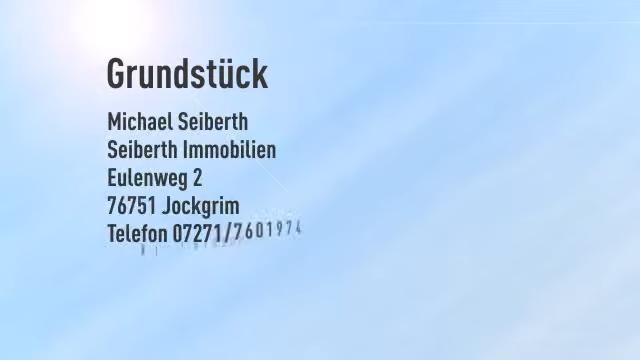 Grundstück
Michael Seiberth
Seiberth Immobilien
Eulenweg 2
76751 Jockgrim
Telefon 07271/7601974